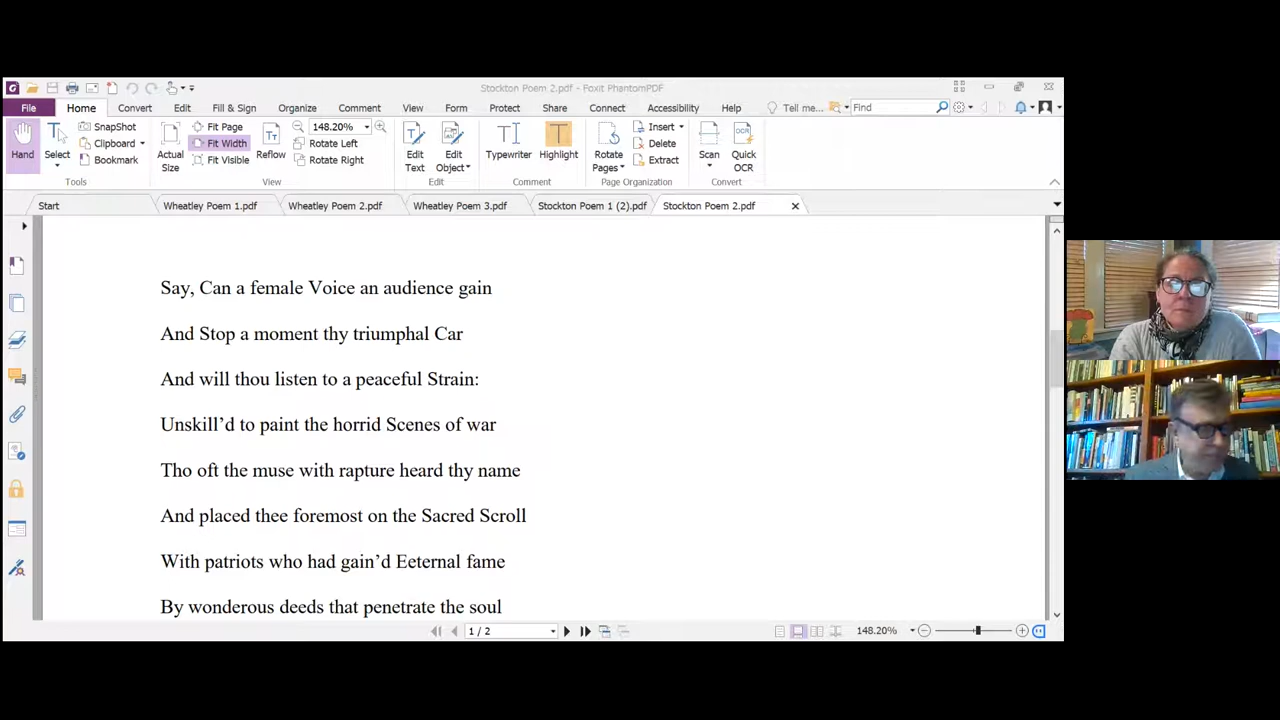 Stockton Poem 2.pdf - Foxit PhantomPDF
File Home Convert Edit Fill & Sign Organize Comment View Form Protect Share Connect Accessibility Help Tell me... Find
Hand
Select
SnapShot
Clipboard
Bookmark
Tools
Actual Size
Fit Page
Fit Width
Fit Visible
Reflow
148.20%
Rotate Left
Rotate Right
View
Edit Text
Edit Object
Edit
Typewriter
Highlight
Comment
Rotate Pages
Insert
Delete
Extract
Page Organization
Scan
Quick OCR
Convert
Start Wheatley Poem 1.pdf Wheatley Poem 2.pdf Wheatley Poem 3.pdf Stockton Poem 1 (2).pdf Stockton Poem 2.pdf
Say, Can a female Voice an audience gain
And Stop a moment thy triumphal Car
And will thou listen to a peaceful Strain:
Unskill’d to paint the horrid Scenes of war
Tho oft the muse with rapture heard thy name
And placed thee foremost on the Sacred Scroll
With patriots who had gain’d Eeternal fame
By wonderous deeds that penetrate the soul
1 / 2 148.20%